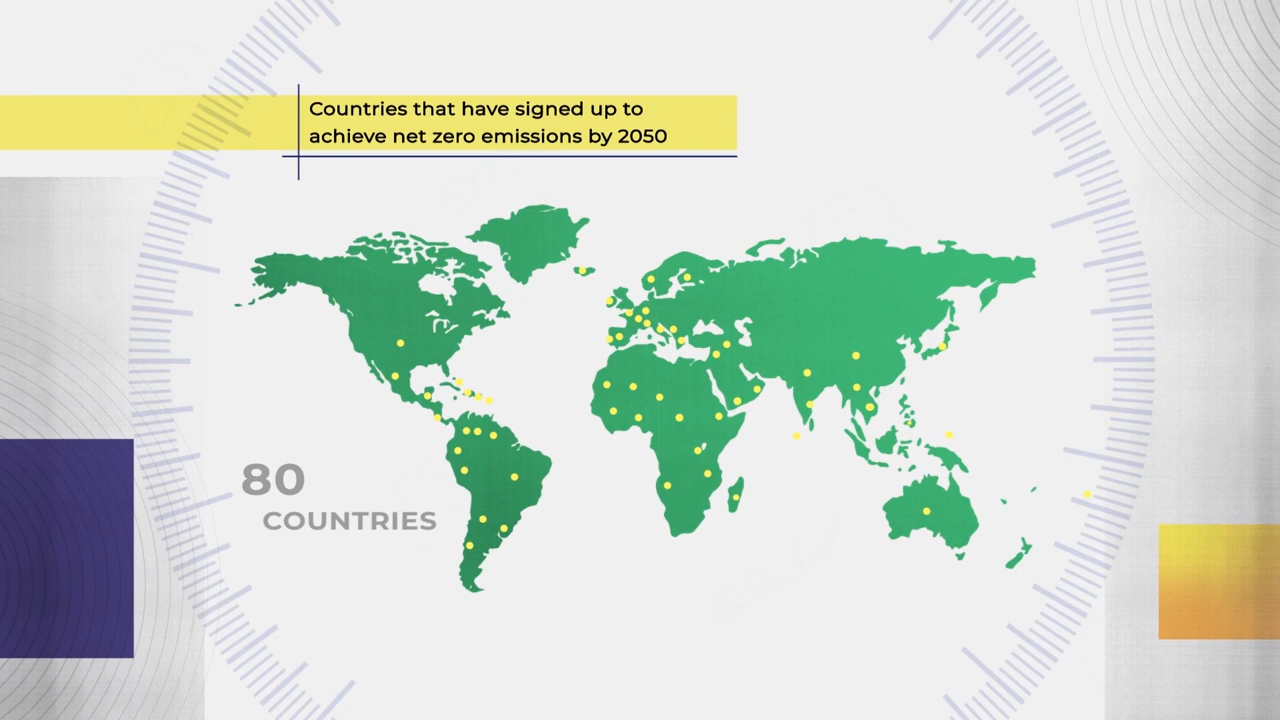 Countries that have signed up to
achieve net zero emissions by 2050
80
COUNTRIES